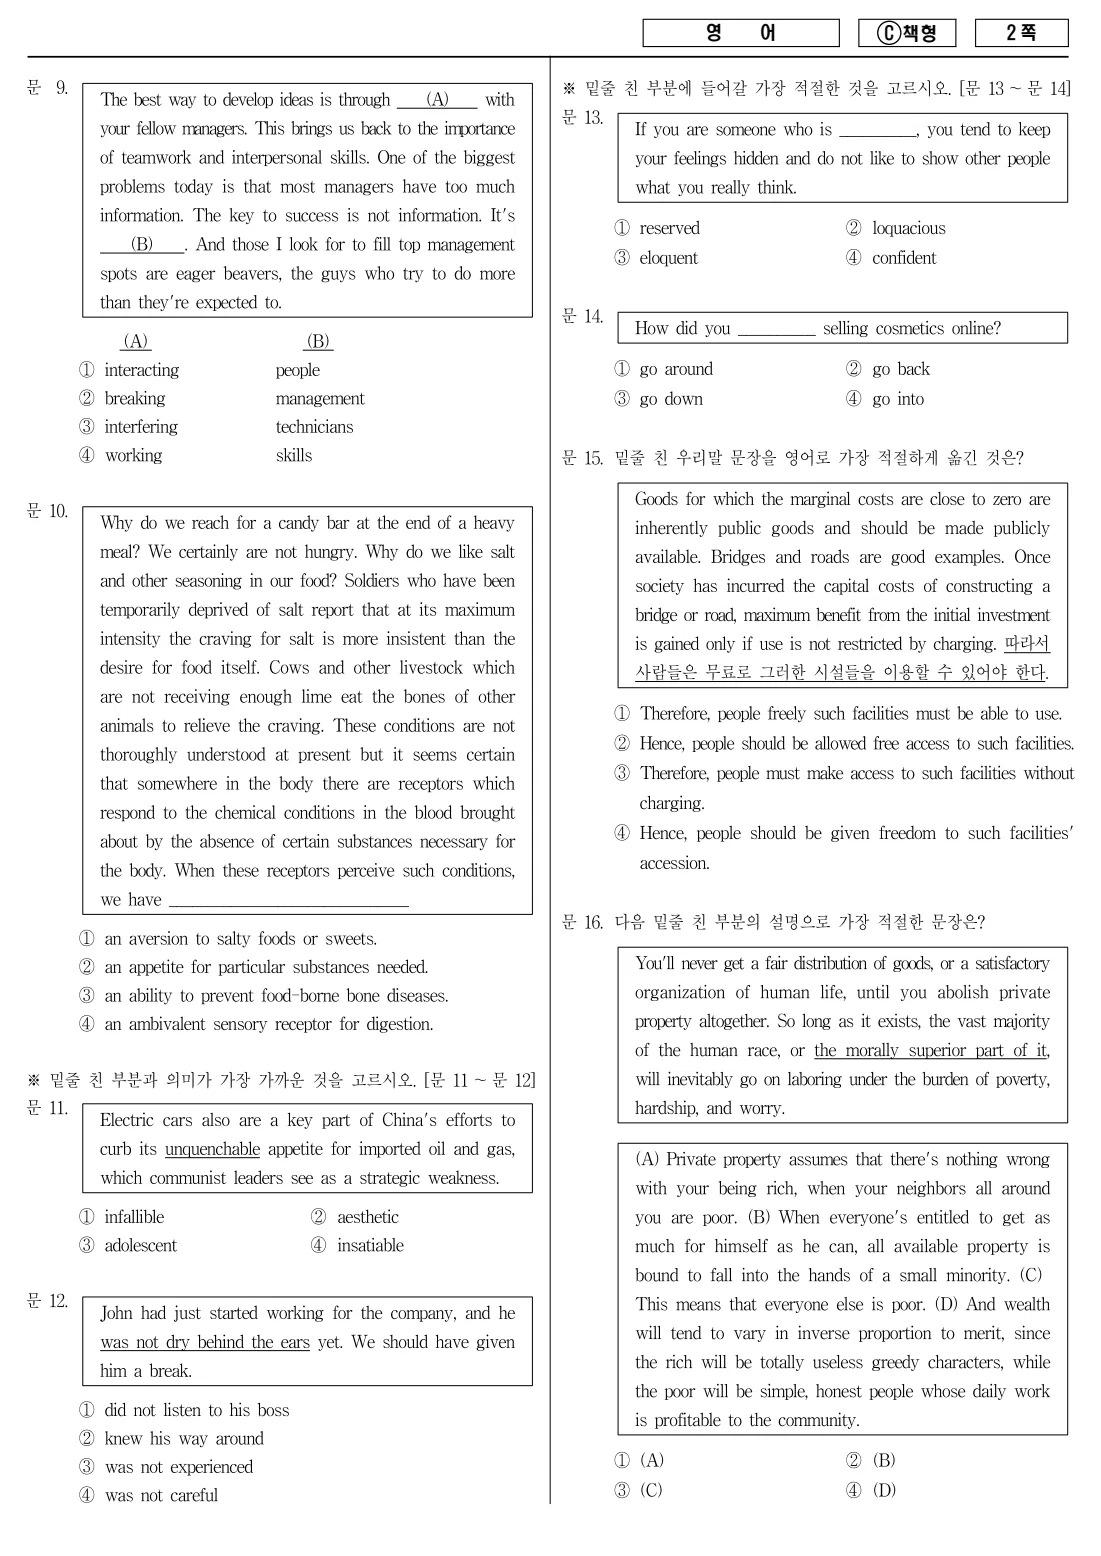 영 어
Ⓒ책형
2쪽
문 9.
The best way to develop ideas is through ____(A)____ with
your fellow managers. This brings us back to the importance
of teamwork and interpersonal skills. One of the biggest
problems today is that most managers have too much
information. The key to success is not information. It's
____(B)____. And those I look for to fill top management
spots are eager beavers, the guys who try to do more
than they're expected to.
(A) (B)
① interacting people
② breaking management
③ interfering technicians
④ working skills
문 10.
Why do we reach for a candy bar at the end of a heavy
meal? We certainly are not hungry. Why do we like salt
and other seasoning in our food? Soldiers who have been
temporarily deprived of salt report that at its maximum
intensity the craving for salt is more insistent than the
desire for food itself. Cows and other livestock which
are not receiving enough lime eat the bones of other
animals to relieve the craving. These conditions are not
thoroughly understood at present but it seems certain
that somewhere in the body there are receptors which
respond to the chemical conditions in the blood brought
about by the absence of certain substances necessary for
the body. When these receptors perceive such conditions,
we have ____________________
① an aversion to salty foods or sweets.
② an appetite for particular substances needed.
③ an ability to prevent food-borne bone diseases.
④ an ambivalent sensory receptor for digestion.
※ 밑줄 친 부분과 의미가 가장 가까운 것을 고르시오. [문 11 ~ 문 12]
문 11.
Electric cars also are a key part of China's efforts to
curb its unquenchable appetite for imported oil and gas,
which communist leaders see as a strategic weakness.
① infallible ② aesthetic
③ adolescent ④ insatiable
문 12.
John had just started working for the company, and he
was not dry behind the ears yet. We should have given
him a break.
① did not listen to his boss
② knew his way around
③ was not experienced
④ was not careful
※ 밑줄 친 부분에 들어갈 가장 적절한 것을 고르시오. [문 13 ~ 문 14]
문 13.
If you are someone who is ________, you tend to keep
your feelings hidden and do not like to show other people
what you really think.
① reserved ② loquacious
③ eloquent ④ confident
문 14.
How did you ________ selling cosmetics online?
① go around ② go back
③ go down ④ go into
문 15. 밑줄 친 우리말 문장을 영어로 가장 적절하게 옮긴 것은?
Goods for which the marginal costs are close to zero are
inherently public goods and should be made publicly
available. Bridges and roads are good examples. Once
society has incurred the capital costs of constructing a
bridge or road, maximum benefit from the initial investment
is gained only if use is not restricted by charging. 따라서
사람들은 무료로 그러한 시설들을 이용할 수 있어야 한다.
① Therefore, people freely such facilities must be able to use.
② Hence, people should be allowed free access to such facilities.
③ Therefore, people must make access to such facilities without
charging.
④ Hence, people should be given freedom to such facilities'
accession.
문 16. 다음 밑줄 친 부분의 설명으로 가장 적절한 문장은?
You'll never get a fair distribution of goods, or a satisfactory
organization of human life, until you abolish private
property altogether. So long as it exists, the vast majority
of the human race, or the morally superior part of it,
will inevitably go on laboring under the burden of poverty,
hardship, and worry.
(A) Private property assumes that there's nothing wrong
with your being rich, when your neighbors all around
you are poor. (B) When everyone's entitled to get as
much for himself as he can, all available property is
bound to fall into the hands of a small minority. (C)
This means that everyone else is poor. (D) And wealth
will tend to vary in inverse proportion to merit, since
the rich will be totally useless greedy characters, while
the poor will be simple, honest people whose daily work
is profitable to the community.
① (A) ② (B)
③ (C) ④ (D)